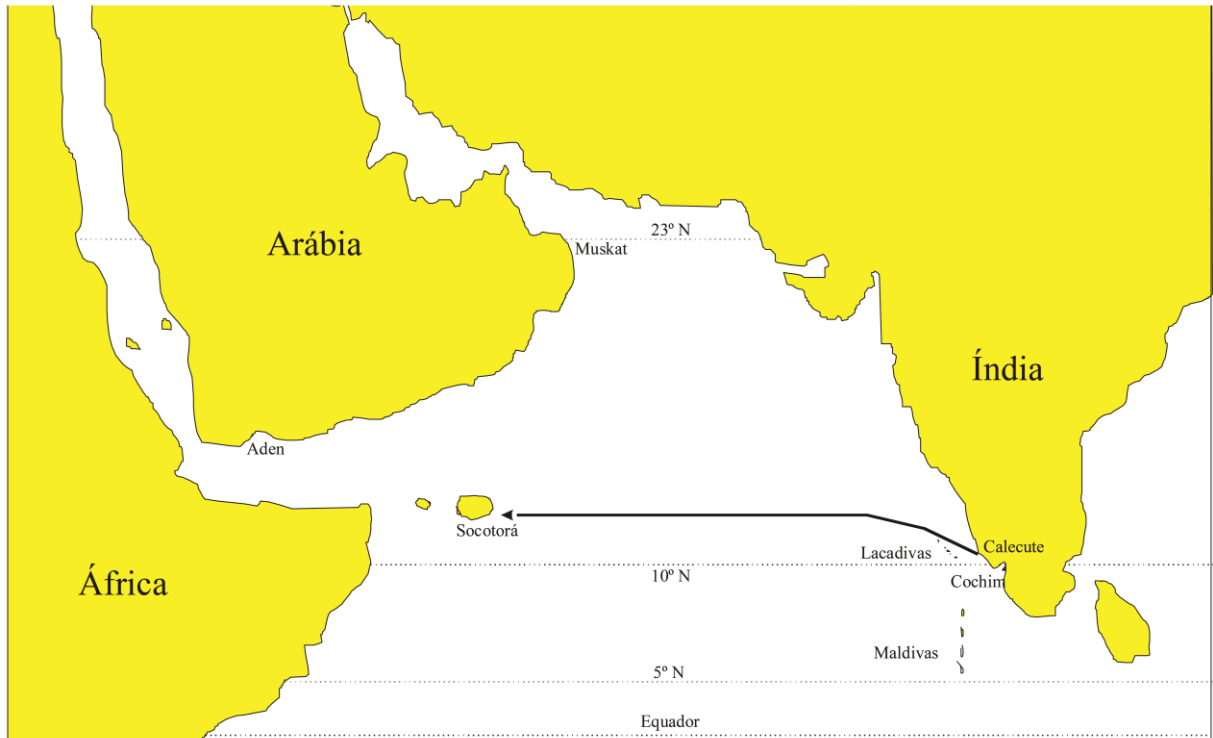 23º N
Arábia
Muskat
Índia
Aden
Socotorá
Calecute
Lacadivas
10º N
Cochim
África
Maldivas
5º N
Equador